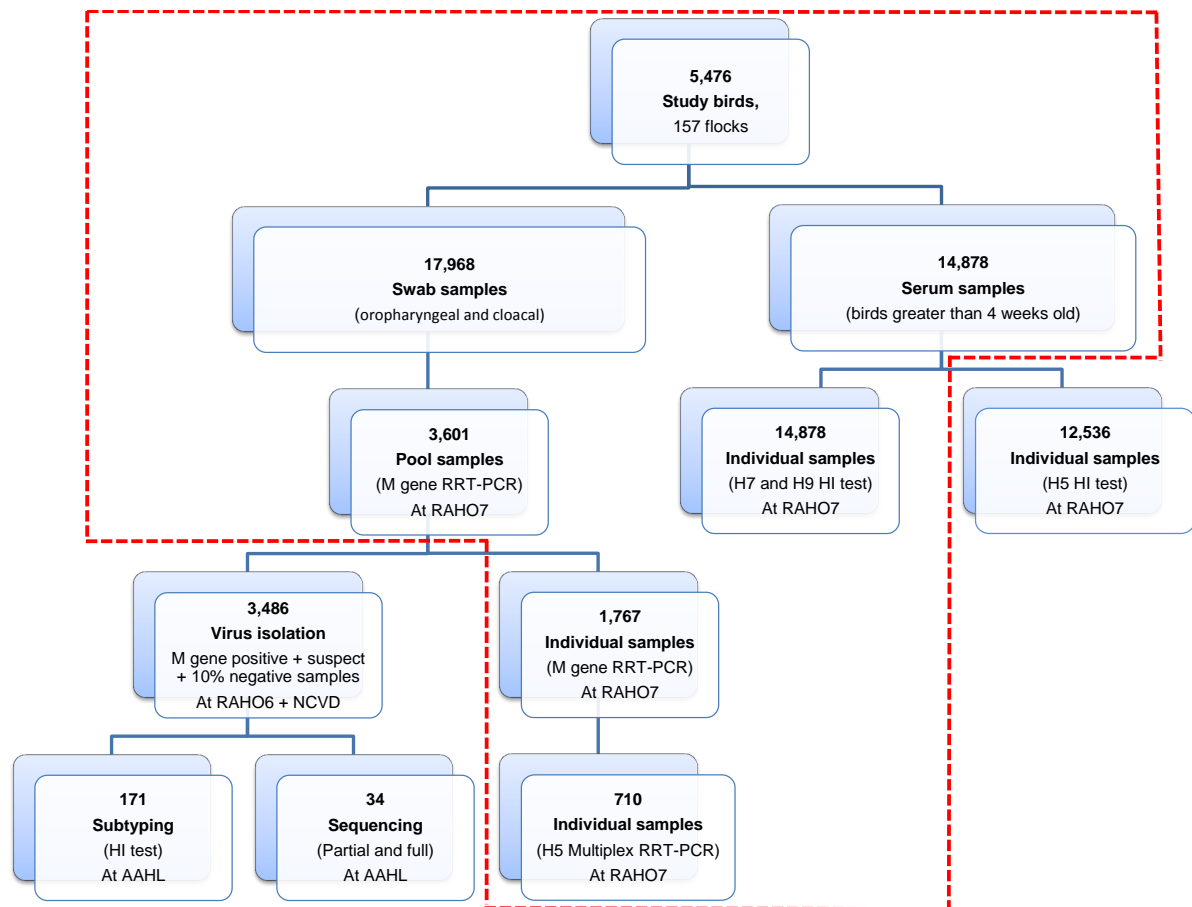 5,476
Study birds,
157 flocks
17,968
Swab samples
(oropharyngeal and cloacal)
14,878
Serum samples
(birds greater than 4 weeks old)
3,601
Pool samples
(M gene RRT-PCR)
At RAHO7
14,878
Individual samples
(H7 and H9 HI test)
At RAHO7
12,536
Individual samples
(H5 HI test)
At RAHO7
3,486
Virus isolation
M gene positive + suspect
+ 10% negative samples
At RAHO6 + NCVD
1,767
Individual samples
(M gene RRT-PCR)
At RAHO7
171
Subtyping
(HI test)
At AAHL
34
Sequencing
(Partial and full)
At AAHL
710
Individual samples
(H5 Multiplex RRT-PCR)
At RAHO7